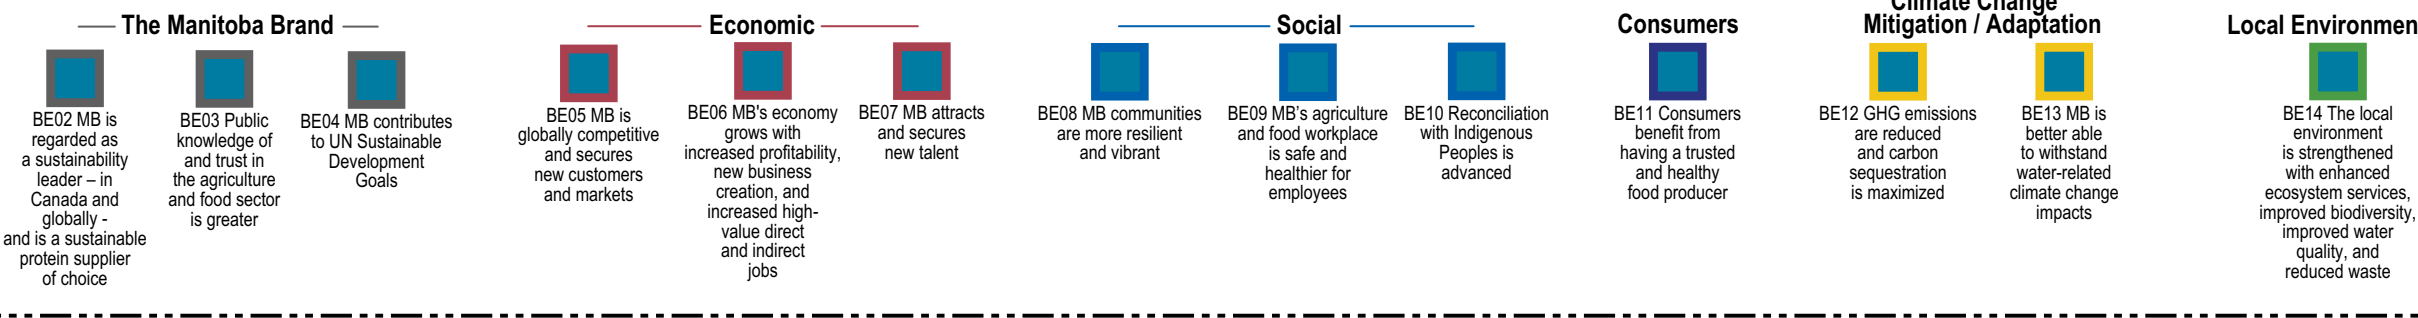 The Manitoba Brand
BE02 MB is
regarded as
a sustainability
leader – in
Canada and
globally -
and is a sustainable
protein supplier
of choice
BE03 Public
knowledge of
and trust in
the agriculture
and food sector
is greater
BE04 MB contributes
to UN Sustainable
Development
Goals
Economic
BE05 MB is
globally competitive
and secures
new customers
and markets
BE06 MB's economy
grows with
increased profitability,
new business
creation, and
increased high-
value direct
and indirect
jobs
BE07 MB attracts
and secures
new talent
Social
BE08 MB communities
are more resilient
and vibrant
BE09 MB's agriculture
and food workplace
is safe and
healthier for
employees
BE10 Reconciliation
with Indigenous
Peoples is
advanced
Consumers
BE11 Consumers
benefit from
having a trusted
and healthy
food producer
Climate Change
Mitigation / Adaptation
BE12 GHG emissions
are reduced
and carbon
sequestration
is maximized
BE13 MB is
better able
to withstand
water-related
climate change
impacts
Local Environmen
BE14 The local
environment
is strengthened
with enhanced
ecosystem services,
improved biodiversity,
improved water
quality, and
reduced waste